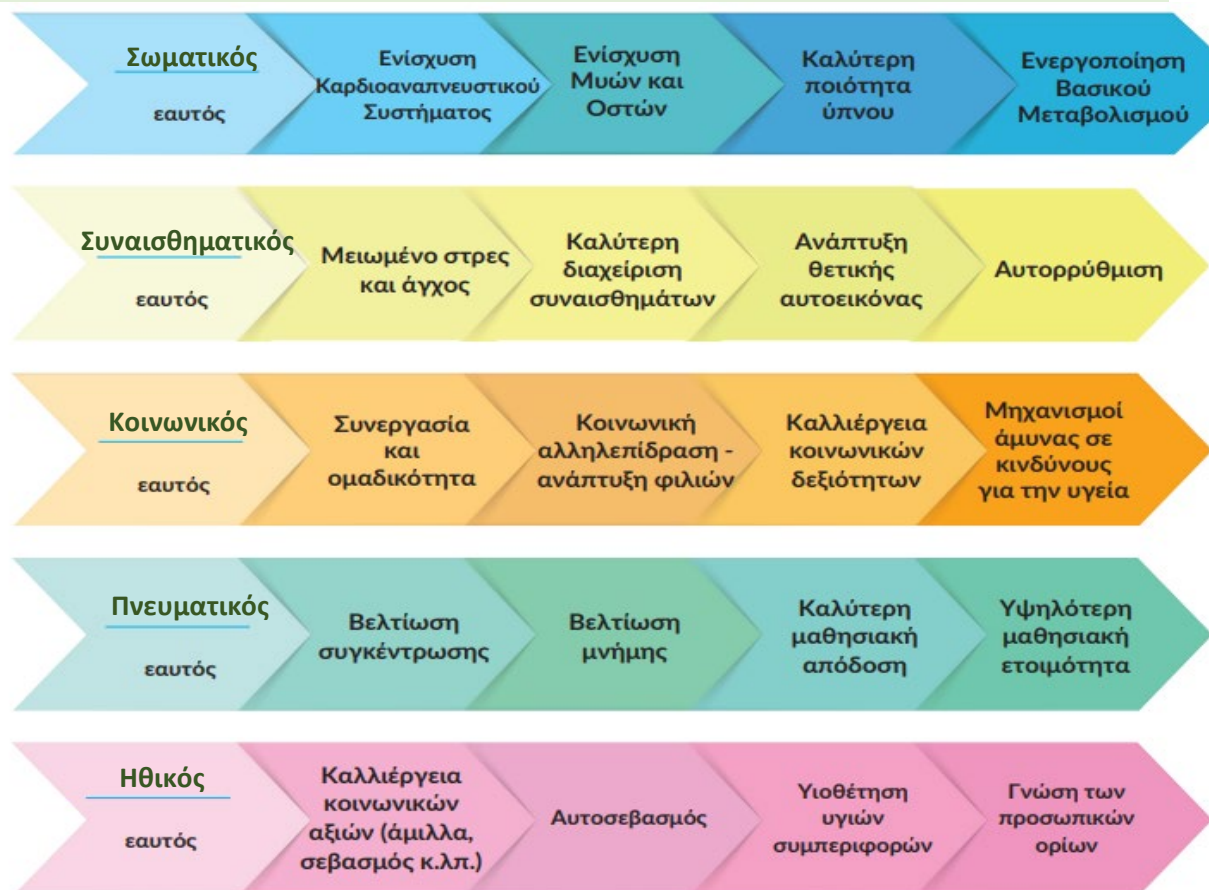 Σωματικός
εαυτός
Ενίσχυση
Καρδιοαναπνευστικού
Συστήματος
Ενίσχυση
Μυών και
Οστών
Καλύτερη
ποιότητα
ύπνου
Ενεργοποίηση
Βασικού
Μεταβολισμού
Συναισθηματικός
εαυτός
Μειωμένο στρες
και άγχος
Καλύτερη
διαχείριση
συναισθημάτων
Ανάπτυξη
θετικής
αυτοεικόνας
Αυτορρύθμιση
Κοινωνικός
εαυτός
Συνεργασία
και
ομαδικότητα
Κοινωνική
αλληλεπίδραση -
ανάπτυξη φιλιών
Καλλιέργεια
κοινωνικών
δεξιότητων
Μηχανισμοί
άμυνας σε
κινδύνους
για την υγεία
Πνευματικός
εαυτός
Βελτίωση
συγκέντρωσης
Βελτίωση
μνήμης
Καλύτερη
μαθησιακή
απόδοση
Υψηλότερη
μαθησιακή
ετοιμότητα
Ηθικός
εαυτός
Καλλιέργεια
κοινωνικών
αξιών (άμιλλα,
σεβασμός κ.λπ.)
Αυτοσεβασμός
Υιοθέτηση
υγιών
συμπεριφορών
Γνώση των
προσωπικών
ορίων